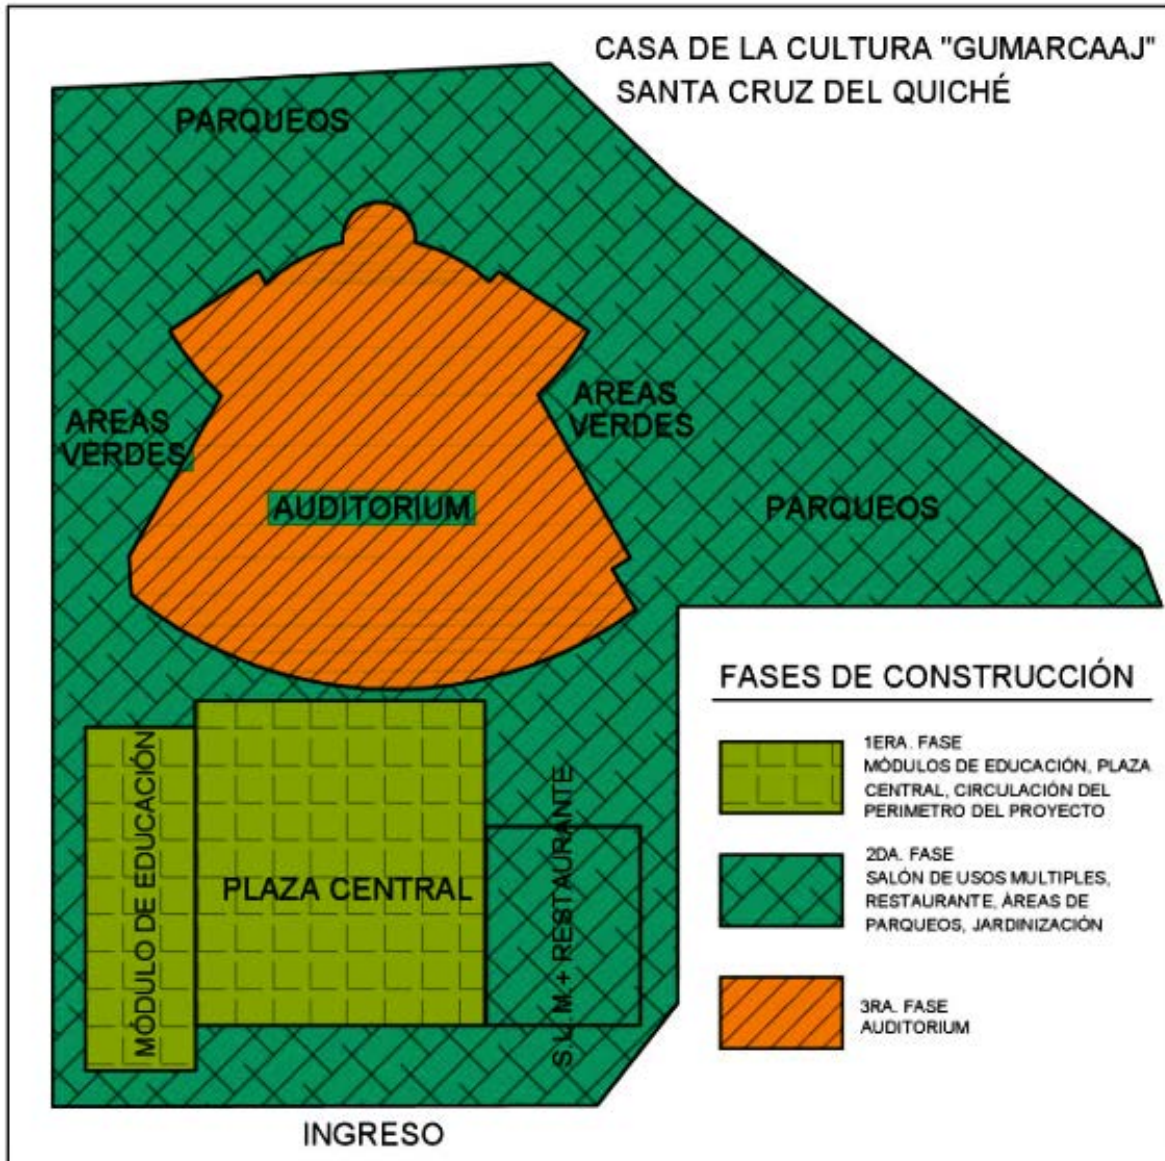 CASA DE LA CULTURA "GUMARCAAJ"
SANTA CRUZ DEL QUICHÉ
PARQUEOS
AREAS
VERDES
AREAS
VERDES
AUDITORIUM
PARQUEOS
MÓDULO DE EDUCACIÓN
PLAZA CENTRAL
S.U.M.+ RESTAURANTE
INGRESO
FASES DE CONSTRUCCIÓN
1ERA. FASE
MÓDULOS DE EDUCACIÓN, PLAZA
CENTRAL, CIRCULACIÓN DEL
PERIMETRO DEL PROYECTO
2DA. FASE
SALÓN DE USOS MULTIPLES,
RESTAURANTE, ÁREAS DE
PARQUEOS, JARDINIZACIÓN
3RA. FASE
AUDITORIUM